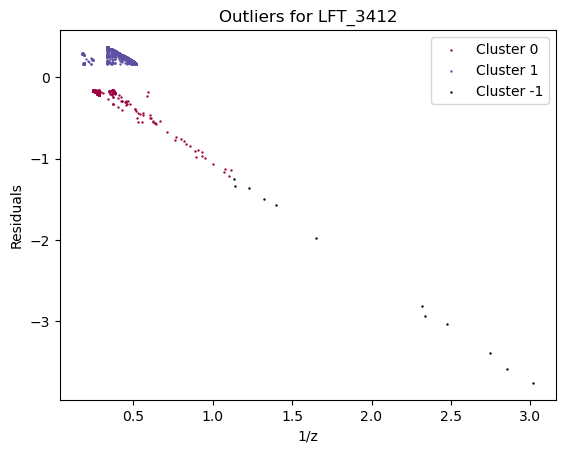 Outliers for LFT_3412
Cluster 0
Cluster 1
Cluster -1
Residuals
0
−1
−2
−3
0.5 1.0 1.5 2.0 2.5 3.0
1/z